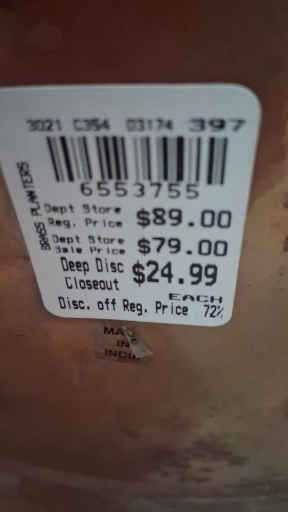 3021 C354 03174 397
BRASS PLANTERS
6553755
Dept Store
Reg. Price $89.00
Dept Store
Sale Price $79.00
Deep Disc
Closeout $24.99
EACH
Disc. off Reg. Price 72%
MADE
IN
INDIA